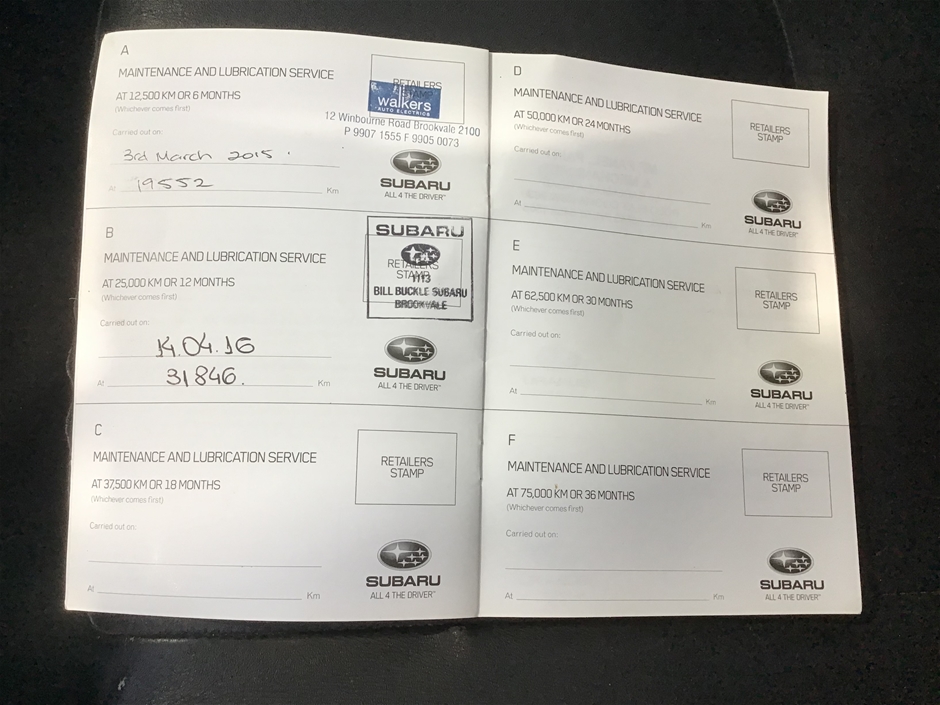 A
MAINTENANCE AND LUBRICATION SERVICE
AT 12,500 KM OR 6 MONTHS
(Whichever comes first)
RETAILERS
STAMP
walkers
AUTO ELECTRICS
12 Winbourne Road Brookvale 2100
P 9907 1555 F 9905 0073
Carried out on:
3rd March 2015.
At 19552 Km
SUBARU
ALL 4 THE DRIVER™
B
MAINTENANCE AND LUBRICATION SERVICE
AT 25,000 KM OR 12 MONTHS
(Whichever comes first)
SUBARU
RETAILERS
STAMP
1113
BILL BUCKLE SUBARU
BROOKVALE
Carried out on:
14.04.16
At 31846. Km
SUBARU
ALL 4 THE DRIVER™
C
MAINTENANCE AND LUBRICATION SERVICE
AT 37,500 KM OR 18 MONTHS
(Whichever comes first)
RETAILERS
STAMP
Carried out on:
At Km
SUBARU
ALL 4 THE DRIVER™
D
MAINTENANCE AND LUBRICATION SERVICE
AT 50,000 KM OR 24 MONTHS
(Whichever comes first)
RETAILERS
STAMP
Carried out on:
At Km
SUBARU
ALL 4 THE DRIVER™
E
MAINTENANCE AND LUBRICATION SERVICE
AT 62,500 KM OR 30 MONTHS
(Whichever comes first)
RETAILERS
STAMP
Carried out on:
At Km
SUBARU
ALL 4 THE DRIVER™
F
MAINTENANCE AND LUBRICATION SERVICE
AT 75,000 KM OR 36 MONTHS
(Whichever comes first)
RETAILERS
STAMP
Carried out on:
At Km
SUBARU
ALL 4 THE DRIVER™